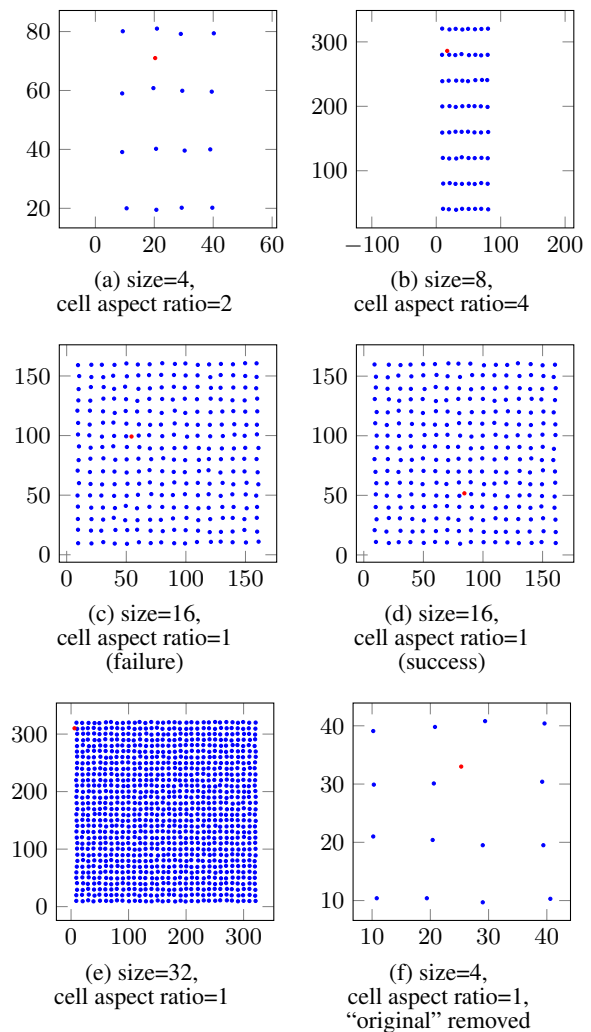 80
60
40
20
0 20 40 60
(a) size=4,
cell aspect ratio=2
300
200
100
−100 0 100 200
(b) size=8,
cell aspect ratio=4
150
100
50
0
0 50 100 150
(c) size=16,
cell aspect ratio=1
(failure)
150
100
50
0
0 50 100 150
(d) size=16,
cell aspect ratio=1
(success)
300
200
100
0
0 100 200 300
(e) size=32,
cell aspect ratio=1
40
30
20
10
10 20 30 40
(f) size=4,
cell aspect ratio=1,
“original” removed